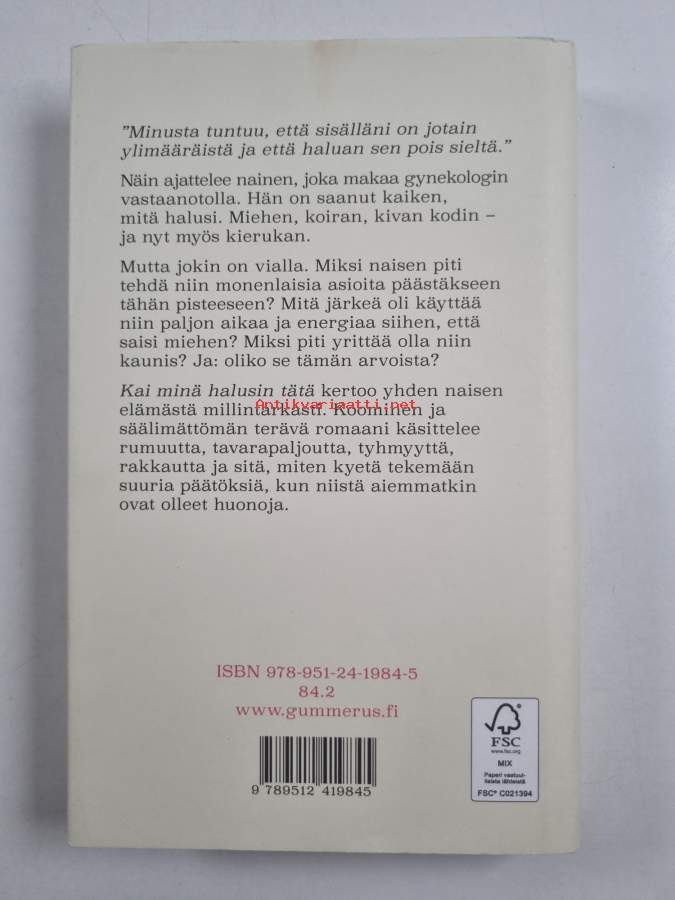 ”Minusta tuntuu, että sisälläni on jotain
ylimääräistä ja että haluan sen pois sieltä.”
Näin ajattelee nainen, joka makaa gynekologin
vastaanotolla. Hän on saanut kaiken,
mitä halusi. Miehen, koiran, kivan kodin –
ja nyt myös kierukan.
Mutta jokin on vialla. Miksi naisen piti
tehdä niin monenlaisia asioita päästäkseen
tähän pisteeseen? Mitä järkeä oli käyttää
niin paljon aikaa ja energiaa siihen, että
saisi miehen? Miksi piti yrittää olla niin
kaunis? Ja: oliko se tämän arvoista?
Kai minä halusin tätä kertoo yhden naisen
Antikvariaatti.net
elämästä millintarkasti. Koominen ja
säälimättömän terävä romaani käsittelee
rumuutta, tavarapaljoutta, tyhmyyttä,
rakkautta ja sitä, miten kyetä tekemään
suuria päätöksiä, kun niistä aiemmatkin
ovat olleet huonoja.
ISBN 978-951-24-1984-5
84.2
www.gummerus.fi
9 789512 419845
FSC
www.fsc.org
MIX
Paperi vastuul-
lisista lähteistä
FSC® C021394